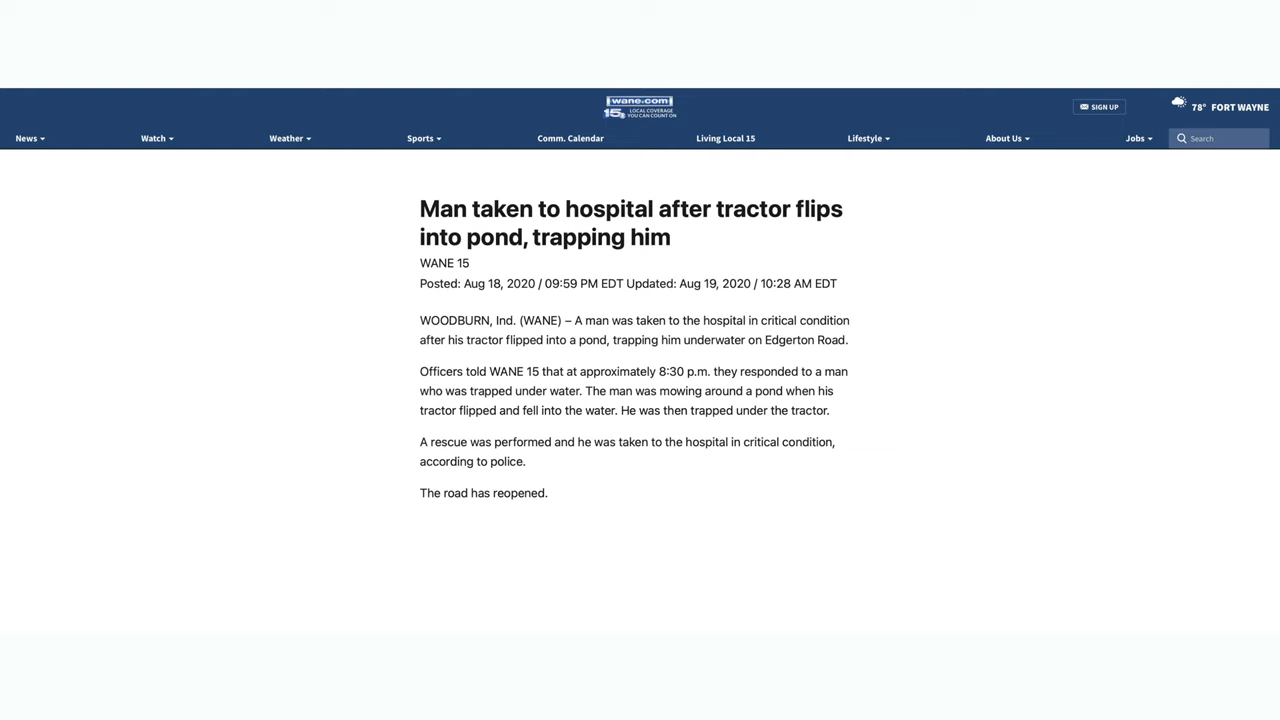 wane.com
15 LOCAL COVERAGE
YOU CAN COUNT ON
SIGN UP
78° FORT WAYNE
News Watch Weather Sports Comm. Calendar Living Local 15 Lifestyle About Us Jobs Search
Man taken to hospital after tractor flips
into pond, trapping him
WANE 15
Posted: Aug 18, 2020 / 09:59 PM EDT Updated: Aug 19, 2020 / 10:28 AM EDT
WOODBURN, Ind. (WANE) – A man was taken to the hospital in critical condition
after his tractor flipped into a pond, trapping him underwater on Edgerton Road.
Officers told WANE 15 that at approximately 8:30 p.m. they responded to a man
who was trapped under water. The man was mowing around a pond when his
tractor flipped and fell into the water. He was then trapped under the tractor.
A rescue was performed and he was taken to the hospital in critical condition,
according to police.
The road has reopened.